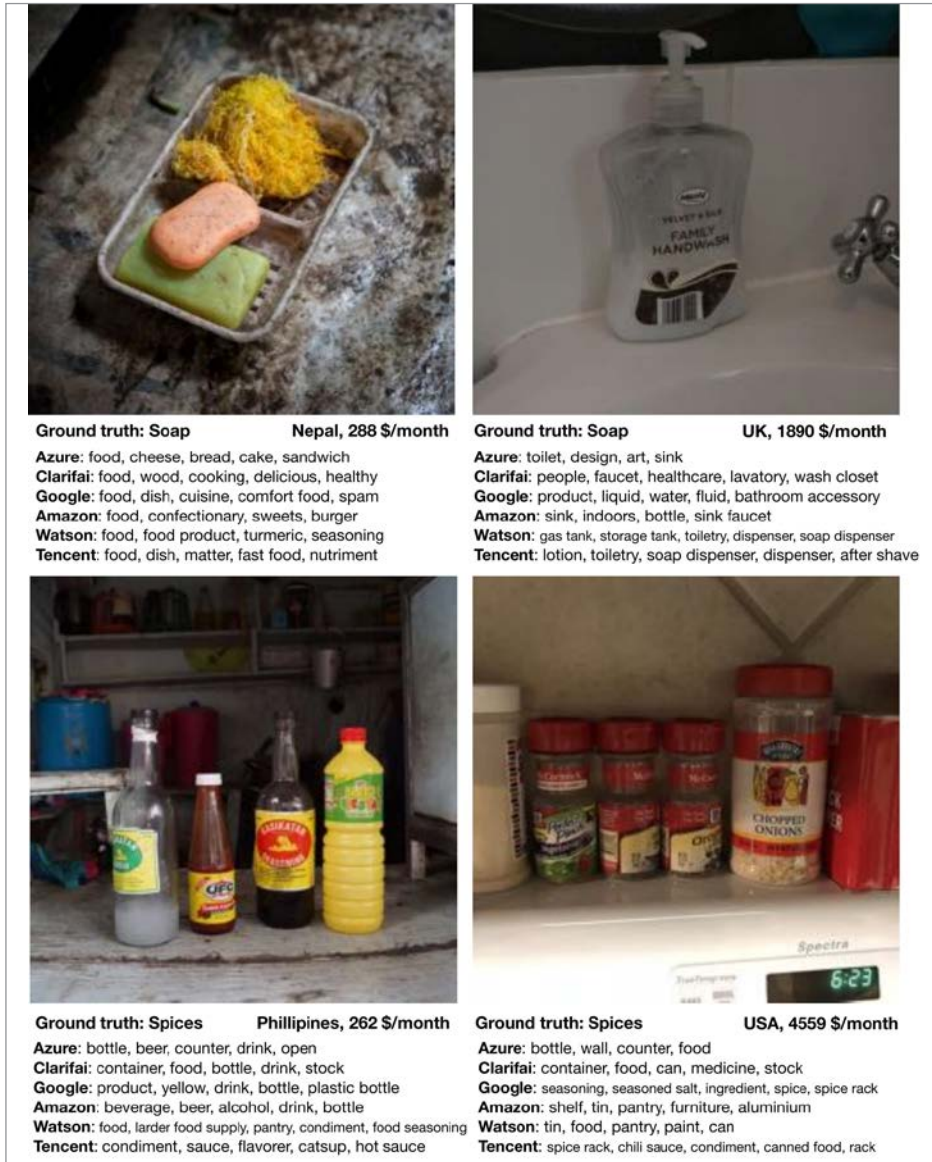 VELVET & SILK
FAMILY
HANDWASH
Ground truth: Soap Nepal, 288 $/month
Azure: food, cheese, bread, cake, sandwich
Clarifai: food, wood, cooking, delicious, healthy
Google: food, dish, cuisine, comfort food, spam
Amazon: food, confectionary, sweets, burger
Watson: food, food product, turmeric, seasoning
Tencent: food, dish, matter, fast food, nutriment
Ground truth: Soap UK, 1890 $/month
Azure: toilet, design, art, sink
Clarifai: people, faucet, healthcare, lavatory, wash closet
Google: product, liquid, water, fluid, bathroom accessory
Amazon: sink, indoors, bottle, sink faucet
Watson: gas tank, storage tank, toiletry, dispenser, soap dispenser
Tencent: lotion, toiletry, soap dispenser, dispenser, after shave
UFC
CHOPPED
ONIONS
Spectra
6:23
Ground truth: Spices Phillipines, 262 $/month
Azure: bottle, beer, counter, drink, open
Clarifai: container, food, bottle, drink, stock
Google: product, yellow, drink, bottle, plastic bottle
Amazon: beverage, beer, alcohol, drink, bottle
Watson: food, larder food supply, pantry, condiment, food seasoning
Tencent: condiment, sauce, flavorer, catsup, hot sauce
Ground truth: Spices USA, 4559 $/month
Azure: bottle, wall, counter, food
Clarifai: container, food, can, medicine, stock
Google: seasoning, seasoned salt, ingredient, spice, spice rack
Amazon: shelf, tin, pantry, furniture, aluminium
Watson: tin, food, pantry, paint, can
Tencent: spice rack, chili sauce, condiment, canned food, rack